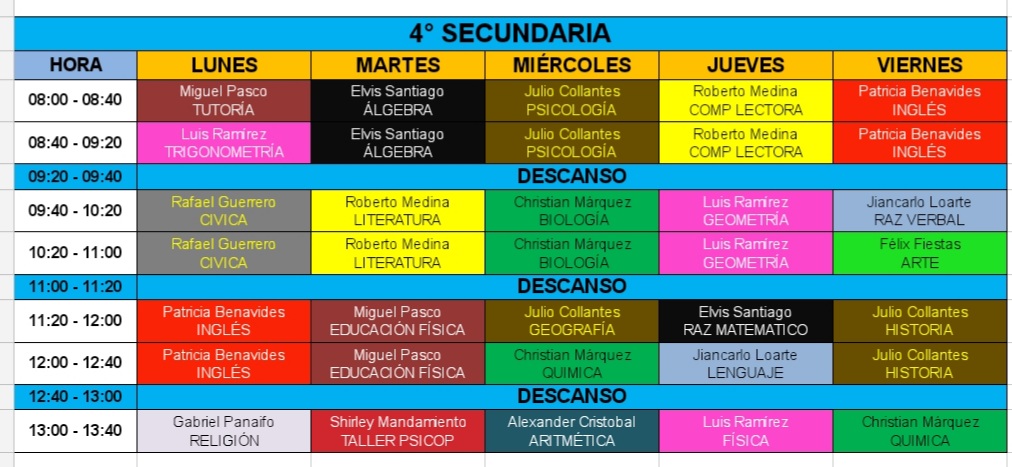 4° SECUNDARIA
HORA LUNES MARTES MIÉRCOLES JUEVES VIERNES
08:00 - 08:40 Miguel Pasco TUTORÍA Elvis Santiago ÁLGEBRA Julio Collantes PSICOLOGÍA Roberto Medina COMP LECTORA Patricia Benavides INGLÉS
08:40 - 09:20 Luis Ramírez TRIGONOMETRÍA Elvis Santiago ÁLGEBRA Julio Collantes PSICOLOGÍA Roberto Medina COMP LECTORA Patricia Benavides INGLÉS
09:20 - 09:40 DESCANSO
09:40 - 10:20 Rafael Guerrero CIVICA Roberto Medina LITERATURA Christian Márquez BIOLOGÍA Luis Ramírez GEOMETRÍA Jiancarlo Loarte RAZ VERBAL
10:20 - 11:00 Rafael Guerrero CIVICA Roberto Medina LITERATURA Christian Márquez BIOLOGÍA Luis Ramírez GEOMETRÍA Félix Fiestas ARTE
11:00 - 11:20 DESCANSO
11:20 - 12:00 Patricia Benavides INGLÉS Miguel Pasco EDUCACIÓN FÍSICA Julio Collantes GEOGRAFÍA Elvis Santiago RAZ MATEMATICO Julio Collantes HISTORIA
12:00 - 12:40 Patricia Benavides INGLÉS Miguel Pasco EDUCACIÓN FÍSICA Christian Márquez QUIMICA Jiancarlo Loarte LENGUAJE Julio Collantes HISTORIA
12:40 - 13:00 DESCANSO
13:00 - 13:40 Gabriel Panaifo RELIGIÓN Shirley Mandamiento TALLER PSICOP Alexander Cristobal ARITMÉTICA Luis Ramírez FÍSICA Christian Márquez QUIMICA